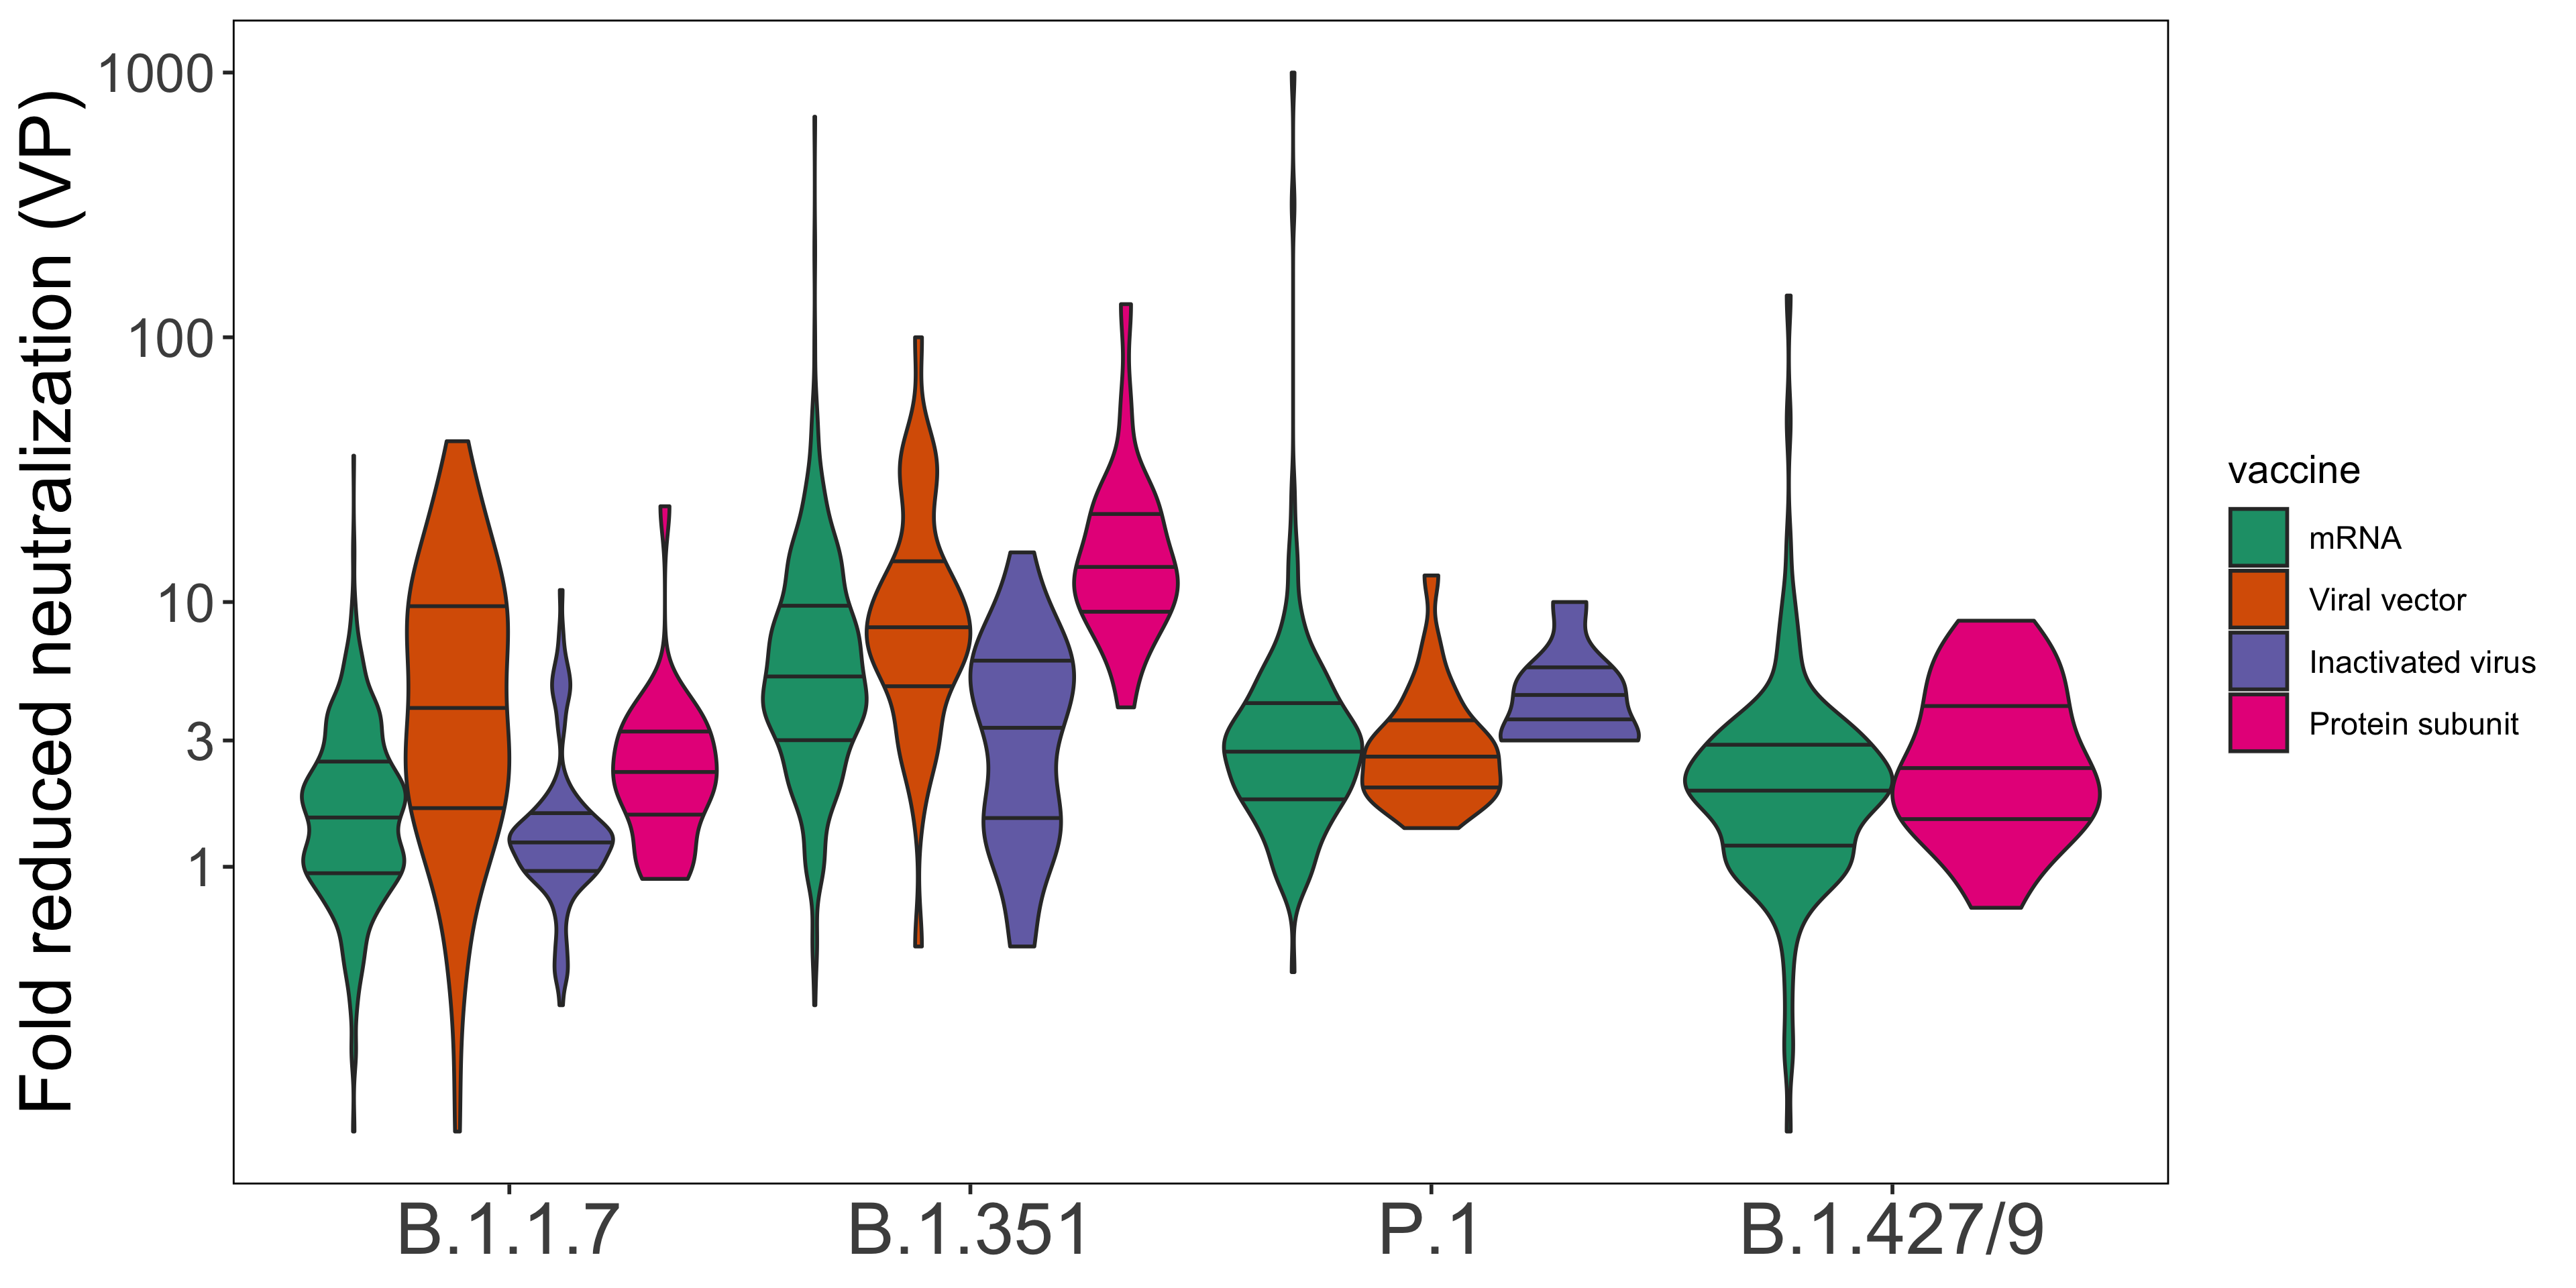 Fold reduced neutralization (VP)
1000
100
10
3
1
B.1.1.7
B.1.351
P.1
B.1.427/9
vaccine
mRNA
Viral vector
Inactivated virus
Protein subunit